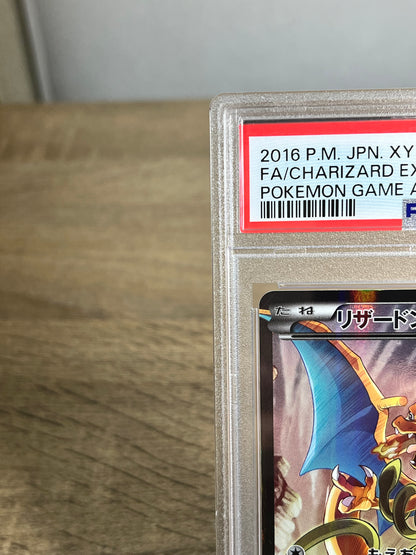 2016 P.M. JPN. XY
FA/CHARIZARD EX
POKEMON GAME A
たね
リザードン